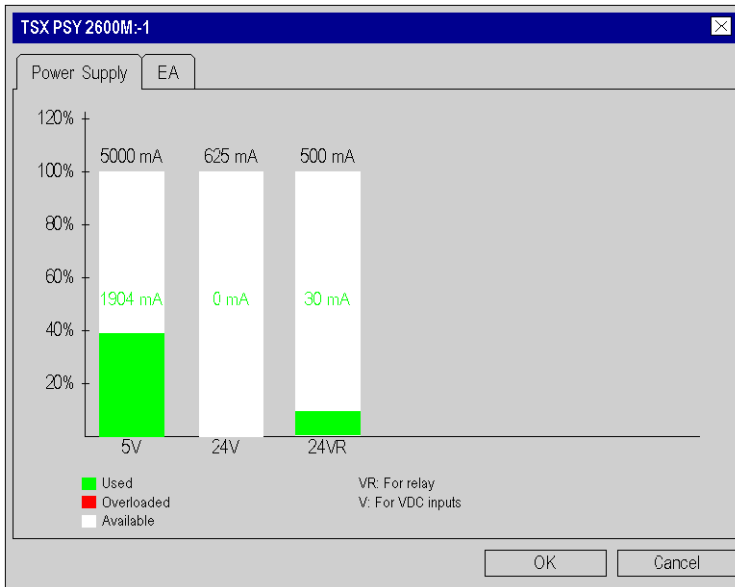 TSX PSY 2600M:-1
Power Supply EA
120%
5000 mA 625 mA 500 mA
100%
80%
60%
1904 mA 0 mA 30 mA
40%
20%
5V 24V 24VR
Used VR: For relay
Overloaded V: For VDC inputs
Available
OK Cancel